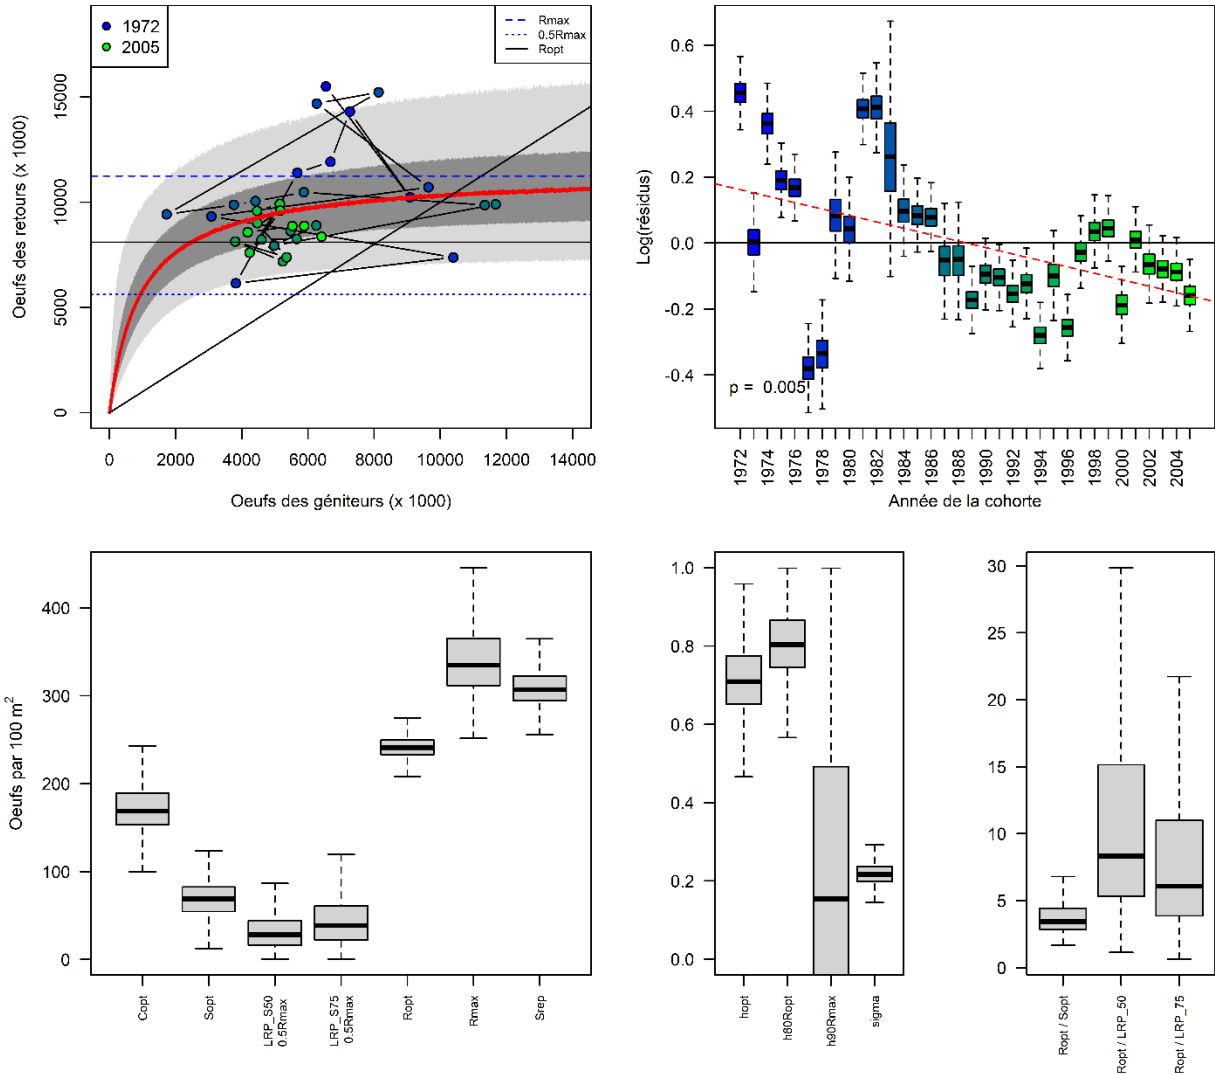 1972
2005
Rmax
0.5Rmax
Ropt
Oeufs des retours (x 1000)
15000
10000
50000
0
0
2000
4000
6000
8000
10000
12000
14000
Oeufs des géniteurs (x 1000)
Log(résidus)
0.6
0.4
0.2
0.0
-0.2
-0.4
p = 0.005
1972
1974
1976
1978
1980
1982
1984
1986
1988
1990
1992
1994
1996
1998
2000
2002
2004
Année de la cohorte
Oeufs par 100 m²
400
300
200
100
0
Copt
Sopt
LRP_S50
0.5Rmax
LRP_S75
0.5Rmax
Ropt
Rmax
Srep
1.0
0.8
0.6
0.4
0.2
0.0
hopt
h80Ropt
h90Rmax
sigma
30
25
20
15
10
5
0
Ropt / Sopt
Ropt / LRP_50
Ropt / LRP_75